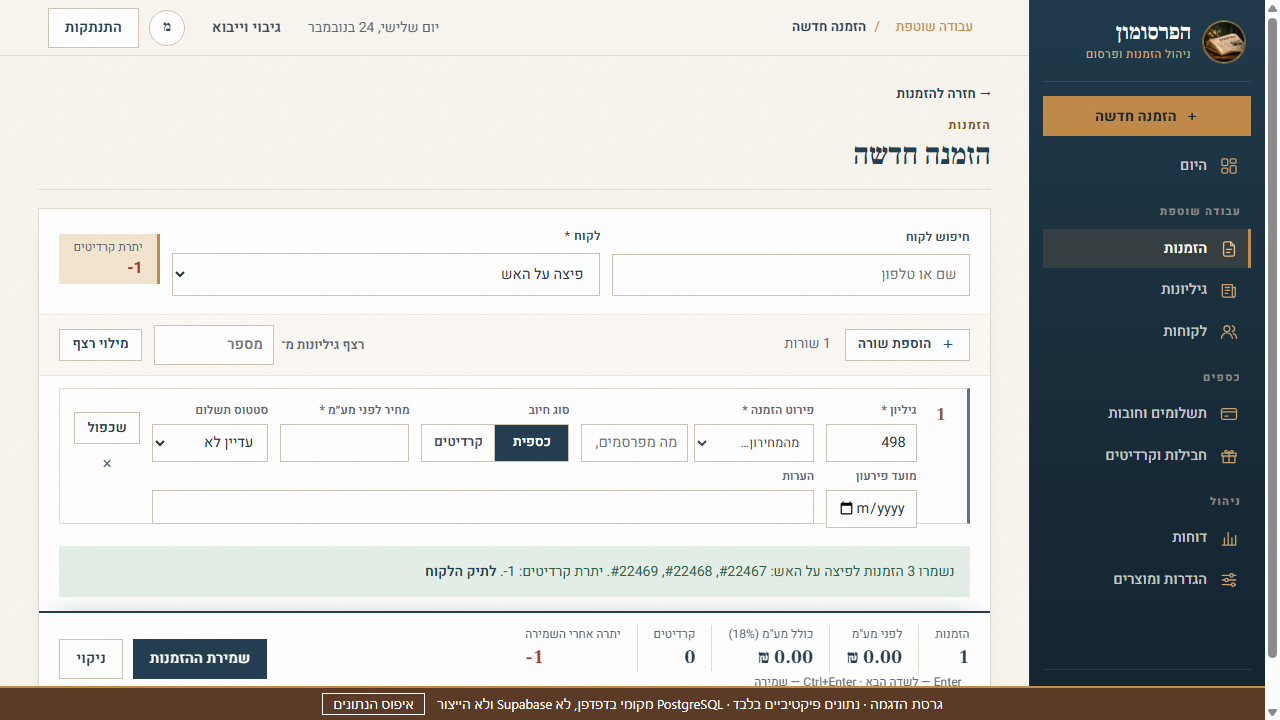 הפרסומון
ניהול הזמנות ופרסום
+ הזמנה חדשה
היום
עבודה שוטפת
הזמנות
גיליונות
לקוחות
כספים
תשלומים וחובות
חבילות וקרדיטים
ניהול
דוחות
הגדרות ומוצרים
עבודה שוטפת / הזמנה חדשה
יום שלישי, 24 בנובמבר
גיבוי וייבוא
מ
התנתקות
→ חזרה להזמנות
הזמנות
הזמנה חדשה
חיפוש לקוח
שם או טלפון
לקוח *
פיצה על האש
יתרת קרדיטים
-1
+ הוספת שורה
1 שורות
רצף גיליונות מ־
מספר
מילוי רצף
1
גיליון *
498
פירוט הזמנה *
מהמחירון...
מה מפרסמים,
סוג חיוב
כספית
קרדיטים
מחיר לפני מע״מ *
סטטוס תשלום
עדיין לא
שכפול
×
מועד פירעון
m/yyyy
הערות
נשמרו 3 הזמנות לפיצה על האש: #22467, #22468, #22469. יתרת קרדיטים: 1-. לתיק הלקוח
הזמנות
1
לפני מע"מ
0.00 ₪
כולל מע"מ (18%)
0.00 ₪
קרדיטים
0
יתרה אחרי השמירה
-1
שמירת ההזמנות
ניקוי
Enter — לשדה הבא · Ctrl+Enter — שמירה
גרסת הדגמה · נתונים פיקטיביים בלבד · PostgreSQL מקומי בדפדפן, לא Supabase ולא הייצור
איפוס הנתונים